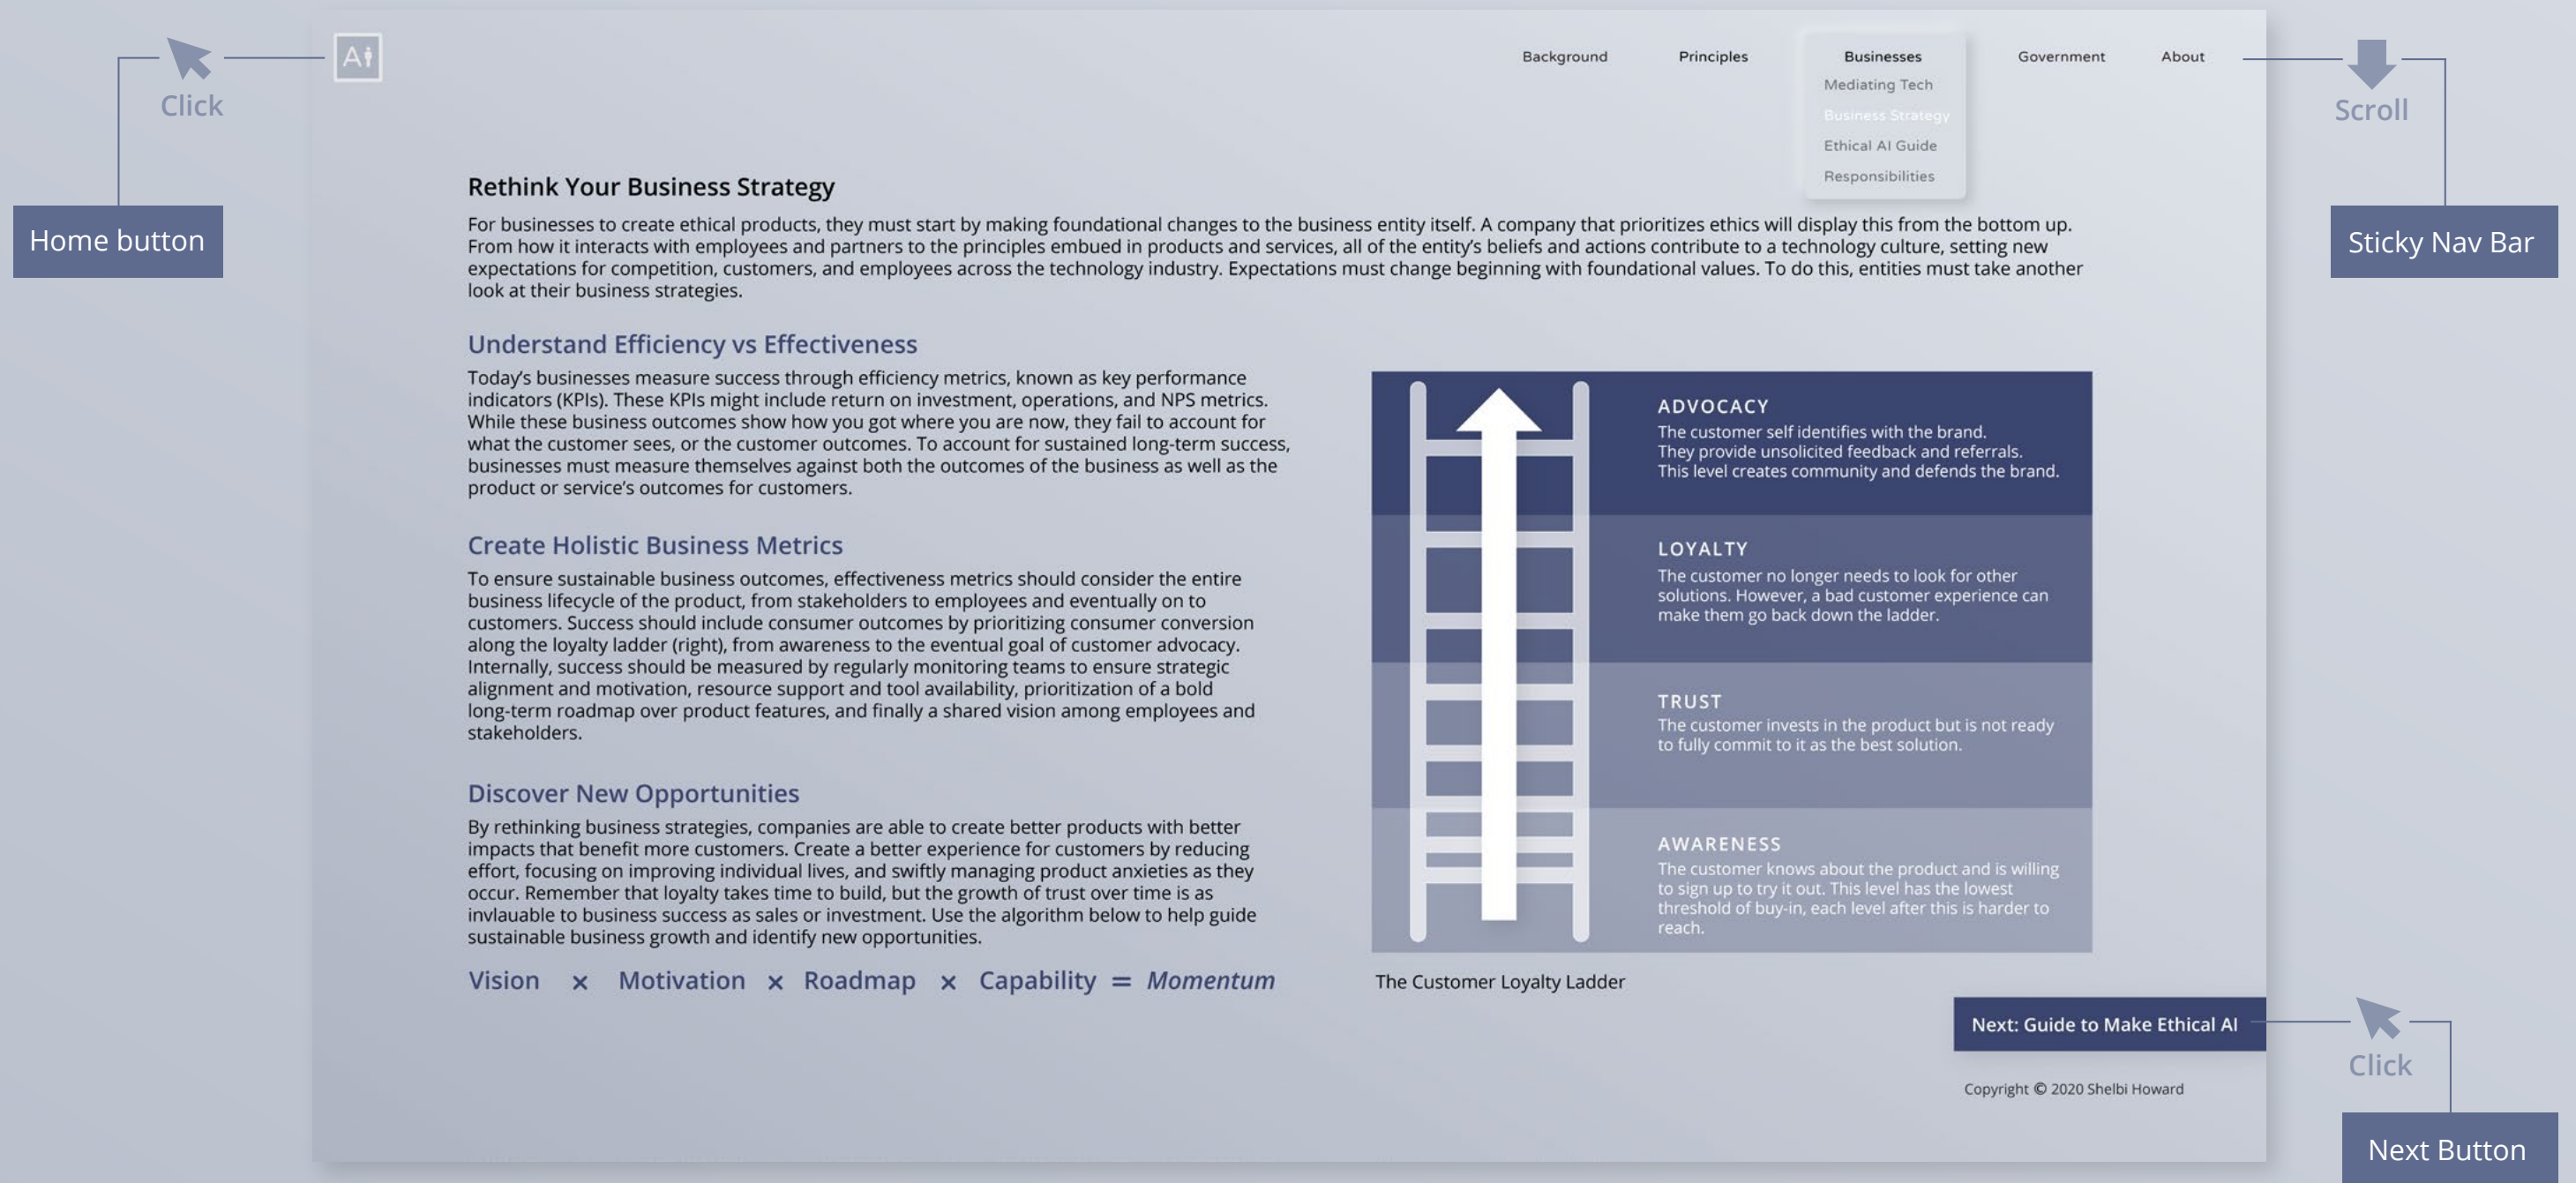 Ai
Background
Principles
Businesses
Government
About
Mediating Tech
Business Strategy
Ethical AI Guide
Responsibilities
Click
Home button
Scroll
Sticky Nav Bar
Rethink Your Business Strategy
For businesses to create ethical products, they must start by making foundational changes to the business entity itself. A company that prioritizes ethics will display this from the bottom up.
From how it interacts with employees and partners to the principles embued in products and services, all of the entity's beliefs and actions contribute to a technology culture, setting new
expectations for competition, customers, and employees across the technology industry. Expectations must change beginning with foundational values. To do this, entities must take another
look at their business strategies.
Understand Efficiency vs Effectiveness
Today's businesses measure success through efficiency metrics, known as key performance
indicators (KPIs). These KPIs might include return on investment, operations, and NPS metrics.
While these business outcomes show how you got where you are now, they fail to account for
what the customer sees, or the customer outcomes. To account for sustained long-term success,
businesses must measure themselves against both the outcomes of the business as well as the
product or service's outcomes for customers.
Create Holistic Business Metrics
To ensure sustainable business outcomes, effectiveness metrics should consider the entire
business lifecycle of the product, from stakeholders to employees and eventually on to
customers. Success should include consumer outcomes by prioritizing consumer conversion
along the loyalty ladder (right), from awareness to the eventual goal of customer advocacy.
Internally, success should be measured by regularly monitoring teams to ensure strategic
alignment and motivation, resource support and tool availability, prioritization of a bold
long-term roadmap over product features, and finally a shared vision among employees and
stakeholders.
Discover New Opportunities
By rethinking business strategies, companies are able to create better products with better
impacts that benefit more customers. Create a better experience for customers by reducing
effort, focusing on improving individual lives, and swiftly managing product anxieties as they
occur. Remember that loyalty takes time to build, but the growth of trust over time is as
invlauable to business success as sales or investment. Use the algorithm below to help guide
sustainable business growth and identify new opportunities.
Vision × Motivation × Roadmap × Capability = Momentum
ADVOCACY
The customer self identifies with the brand.
They provide unsolicited feedback and referrals.
This level creates community and defends the brand.
LOYALTY
The customer no longer needs to look for other
solutions. However, a bad customer experience can
make them go back down the ladder.
TRUST
The customer invests in the product but is not ready
to fully commit to it as the best solution.
AWARENESS
The customer knows about the product and is willing
to sign up to try it out. This level has the lowest
threshold of buy-in, each level after this is harder to
reach.
The Customer Loyalty Ladder
Next: Guide to Make Ethical AI
Click
Next Button
Copyright © 2020 Shelbi Howard